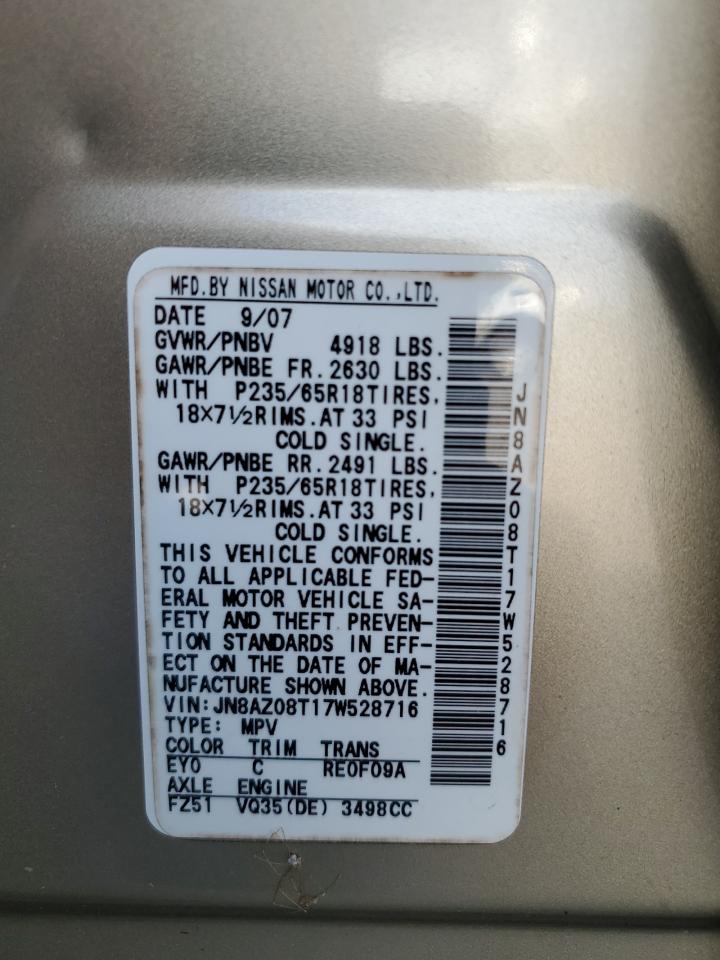 MFD.BY NISSAN MOTOR CO.,LTD.
DATE 9/07
GVWR/PNBV 4918 LBS.
GAWR/PNBE FR.2630 LBS.
WITH P235/65R18TIRES,
18X7½RIMS.AT 33 PSI
COLD SINGLE.
GAWR/PNBE RR.2491 LBS.
WITH P235/65R18TIRES,
18X7½RIMS.AT 33 PSI
COLD SINGLE.
THIS VEHICLE CONFORMS
TO ALL APPLICABLE FED-
ERAL MOTOR VEHICLE SA-
FETY AND THEFT PREVEN-
TION STANDARDS IN EFF-
ECT ON THE DATE OF MA-
NUFACTURE SHOWN ABOVE.
VIN:JN8AZ08T17W528716
TYPE: MPV
COLOR TRIM TRANS
EY0 C RE0F09A
AXLE ENGINE
FZ51 VQ35(DE) 3498CC
JN8AZ08T17W528716